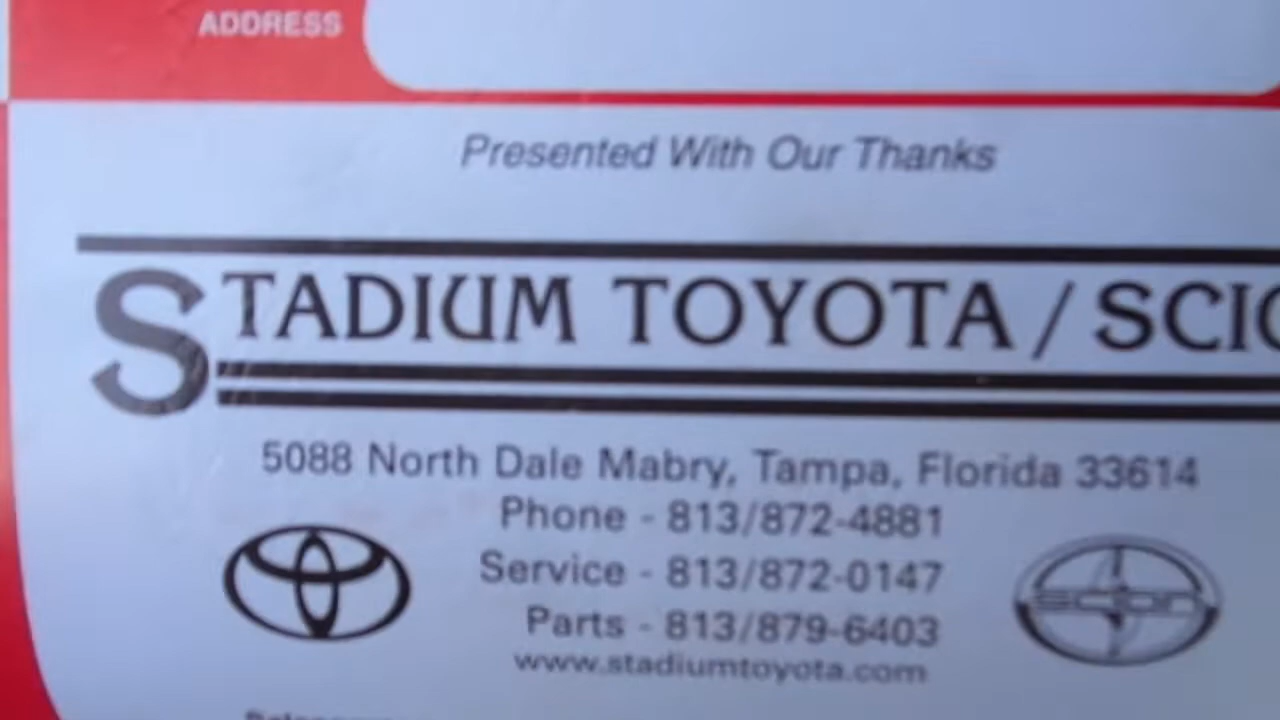 ADDRESS
Presented With Our Thanks
STADIUM TOYOTA / SCIO
5088 North Dale Mabry, Tampa, Florida 33614
Phone - 813/872-4881
Service - 813/872-0147
Parts - 813/879-6403
www.stadiumtoyota.com